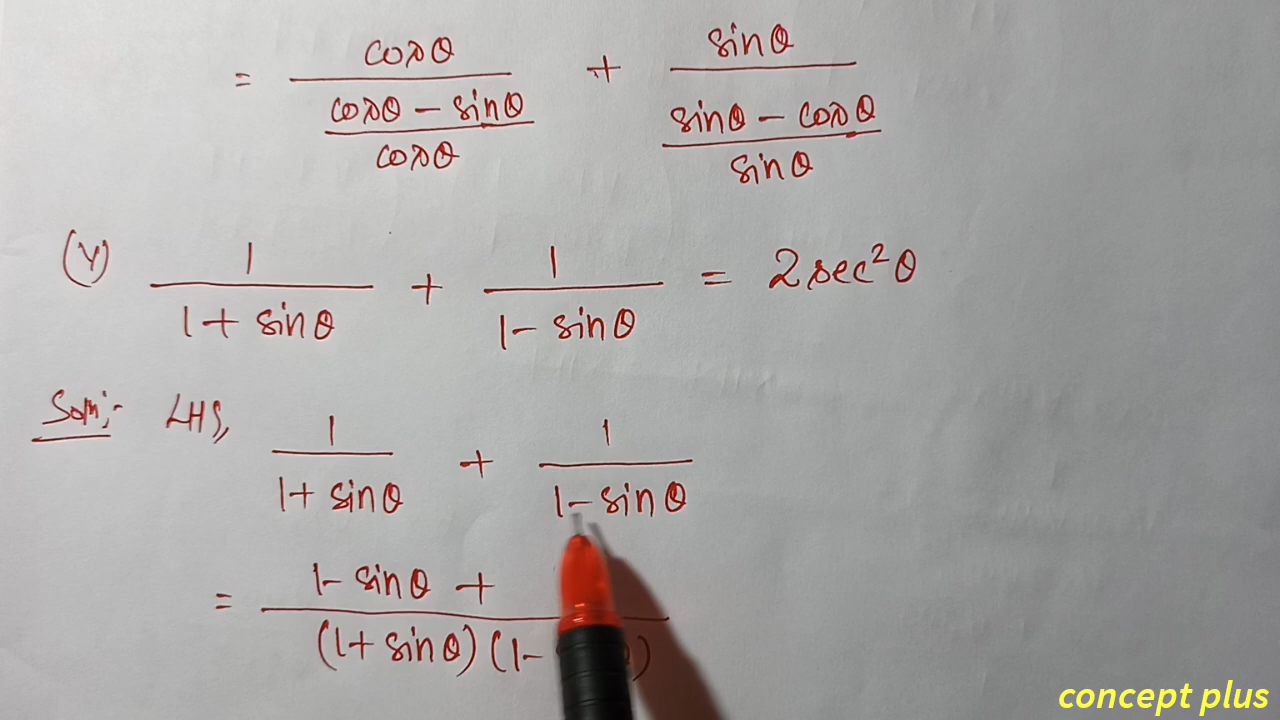 = cosθ/((cosθ - sinθ)/cosθ) + sinθ/((sinθ - cosθ)/sinθ)
(v) 1/(1 + sinθ) + 1/(1 - sinθ) = 2sec²θ
Soln:- LHS, 1/(1 + sinθ) + 1/(1 - sinθ)
= (1 - sinθ +)/((1 + sinθ)(1 - θ))
concept plus